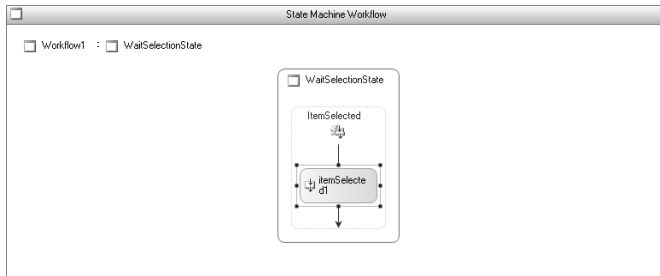 State Machine Workflow
Workflow1 : WaitSelectionState
WaitSelectionState
ItemSelected
itemSelecte
d1